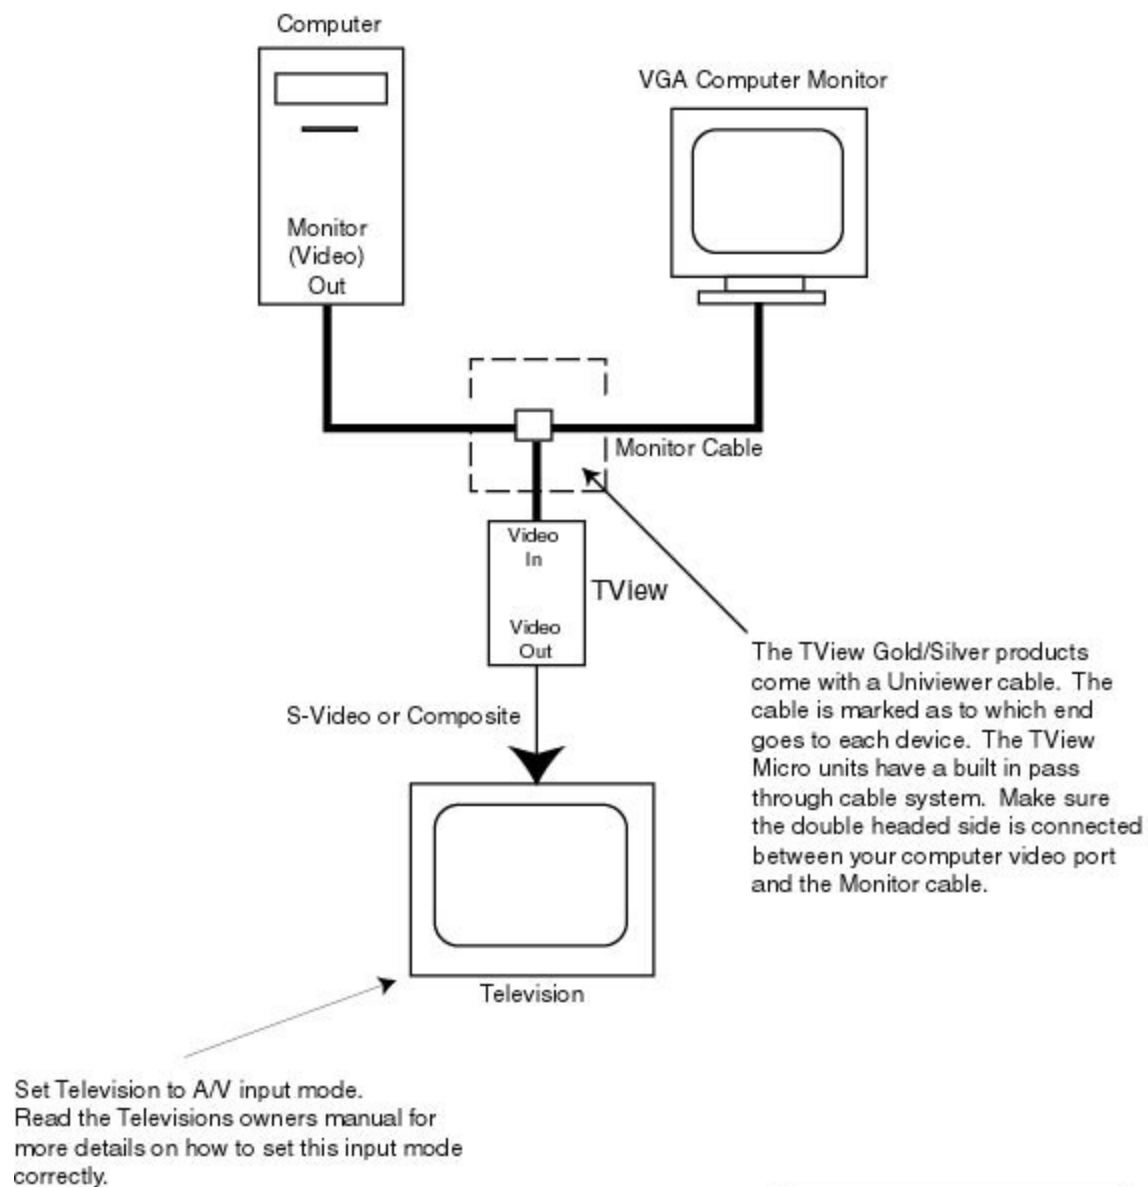 Computer
VGA Computer Monitor
Monitor
(Video)
Out
Monitor Cable
Video
In
TView
Video
Out
S-Video or Composite
The TView Gold/Silver products
come with a Univiewer cable.  The
cable is marked as to which end
goes to each device.  The TView
Micro units have a built in pass
through cable system.  Make sure
the double headed side is connected
between your computer video port
and the Monitor cable.
Television
Set Television to A/V input mode.
Read the Televisions owners manual for
more details on how to set this input mode
correctly.